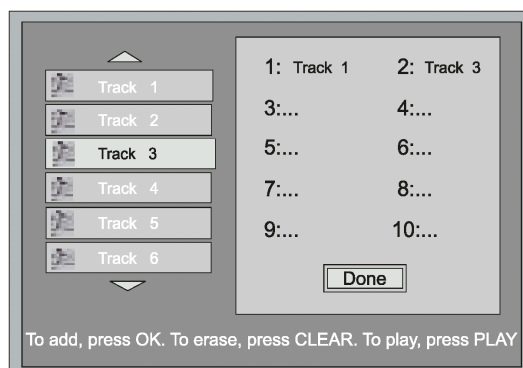 Track 1
Track 2
Track 3
Track 4
Track 5
Track 6
1: Track 1 2: Track 3
3:... 4:...
5:... 6:...
7:... 8:...
9:... 10:...
Done
To add, press OK. To erase, press CLEAR. To play, press PLAY